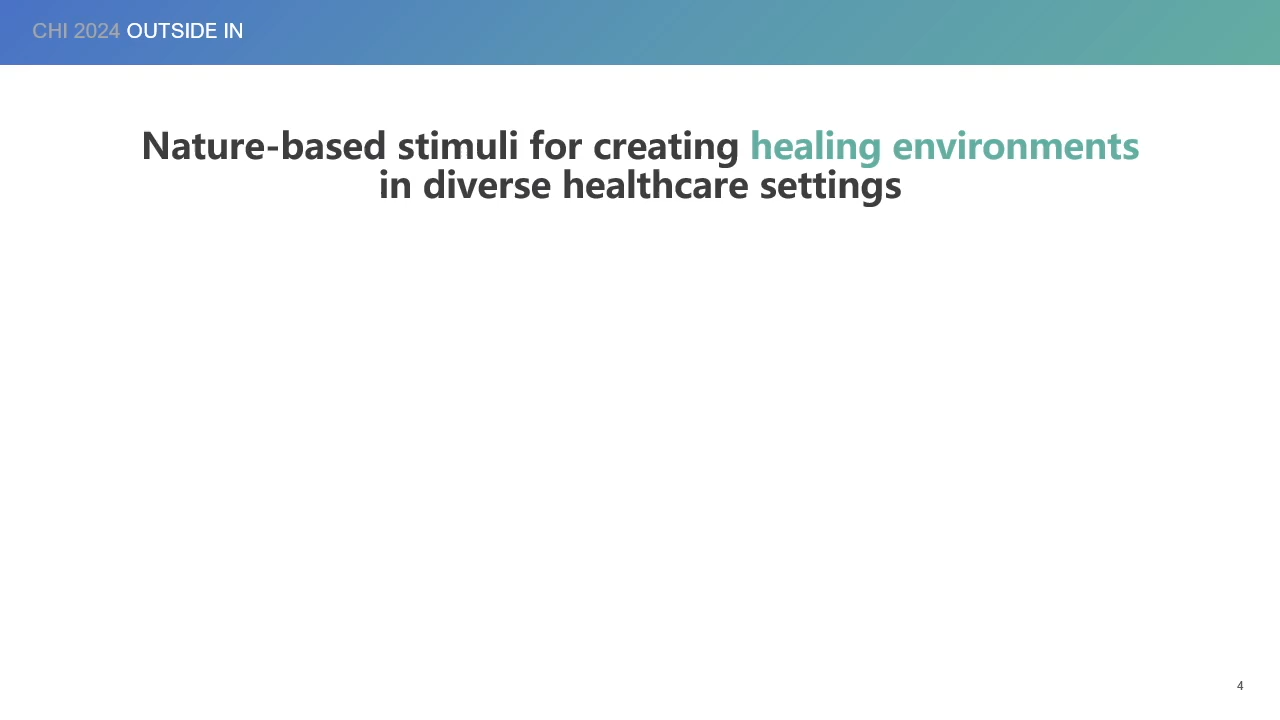 CHI 2024 OUTSIDE IN
Nature-based stimuli for creating healing environments
in diverse healthcare settings
4